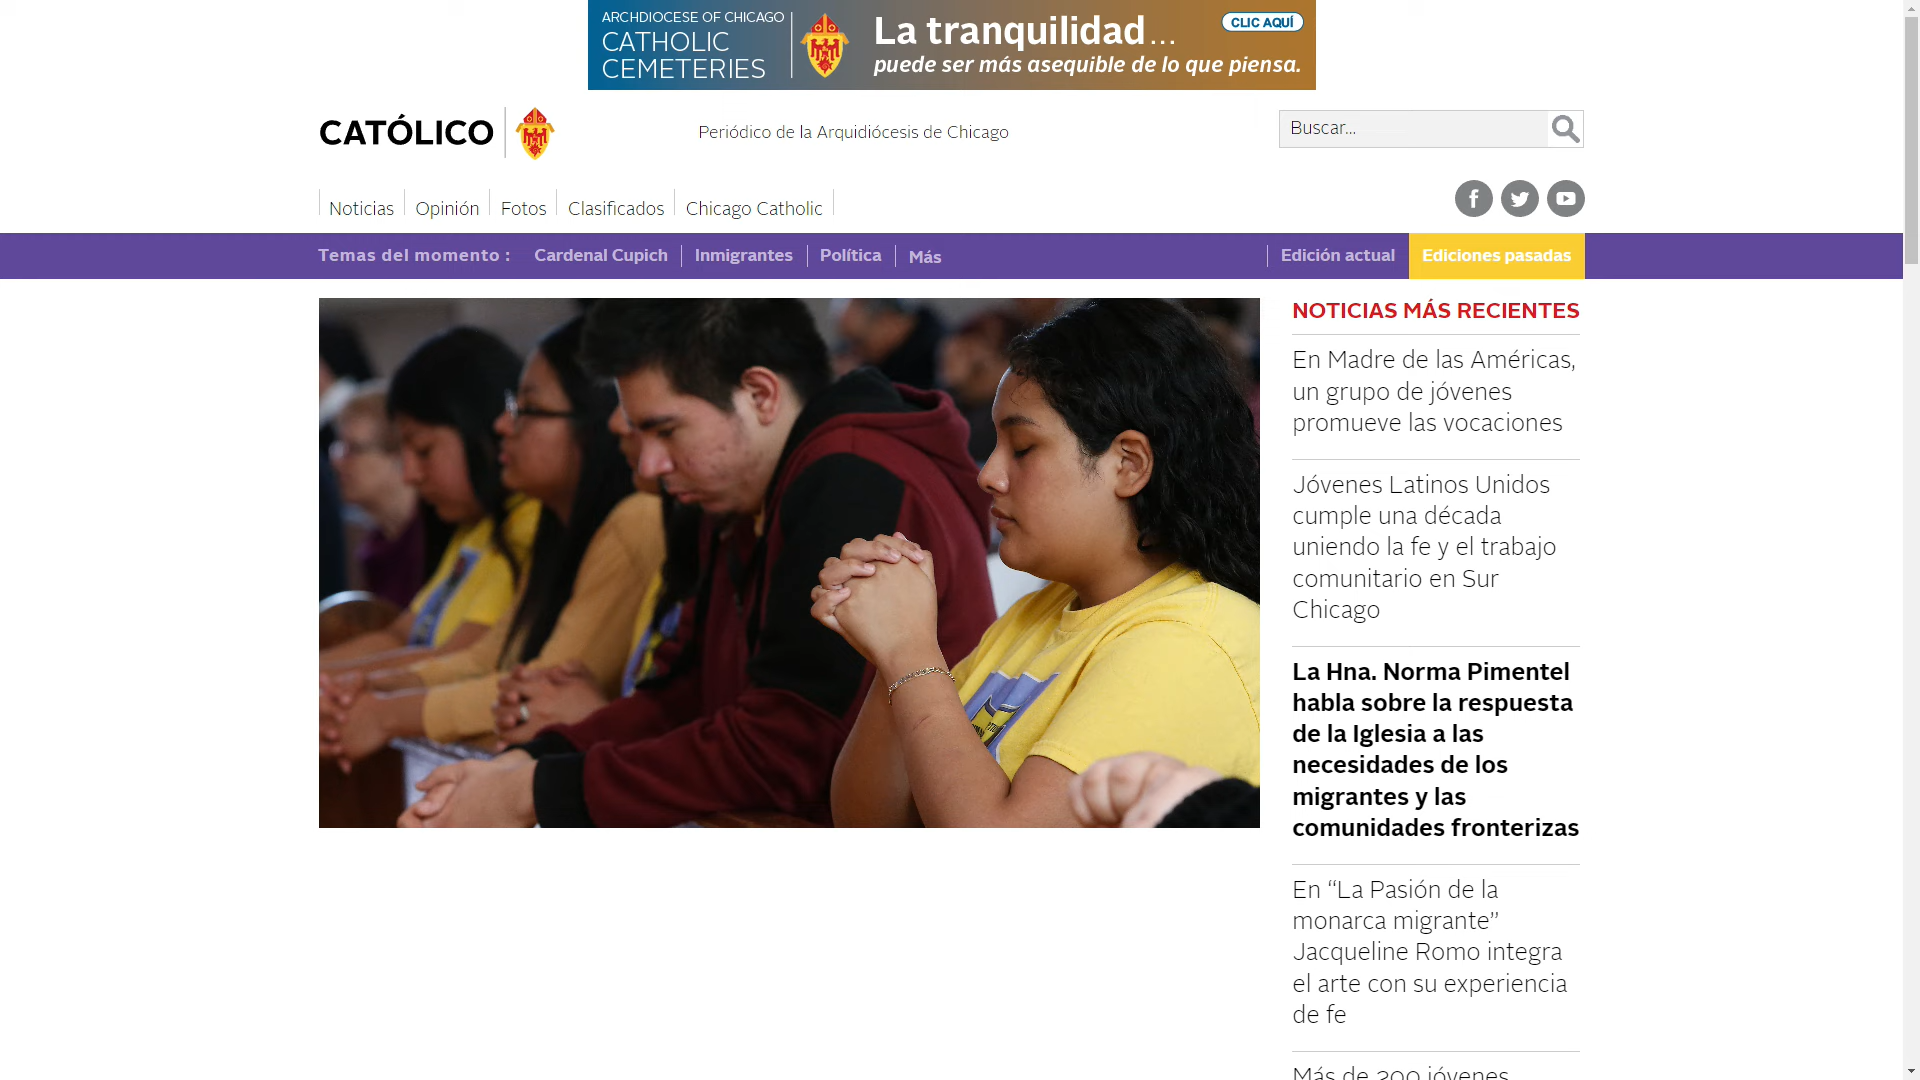 ARCHDIOCESE OF CHICAGO
CATHOLIC
CEMETERIES
La tranquilidad...
puede ser más asequible de lo que piensa.
CLIC AQUÍ
CATÓLICO
Periódico de la Arquidiócesis de Chicago
Buscar...
Noticias
Opinión
Fotos
Clasificados
Chicago Catholic
Temas del momento :
Cardenal Cupich
Inmigrantes
Política
Más
Edición actual
Ediciones pasadas
NOTICIAS MÁS RECIENTES
En Madre de las Américas,
un grupo de jóvenes
promueve las vocaciones
Jóvenes Latinos Unidos
cumple una década
uniendo la fe y el trabajo
comunitario en Sur
Chicago
La Hna. Norma Pimentel
habla sobre la respuesta
de la Iglesia a las
necesidades de los
migrantes y las
comunidades fronterizas
En “La Pasión de la
monarca migrante”
Jacqueline Romo integra
el arte con su experiencia
de fe
Más de 200 jóvenes